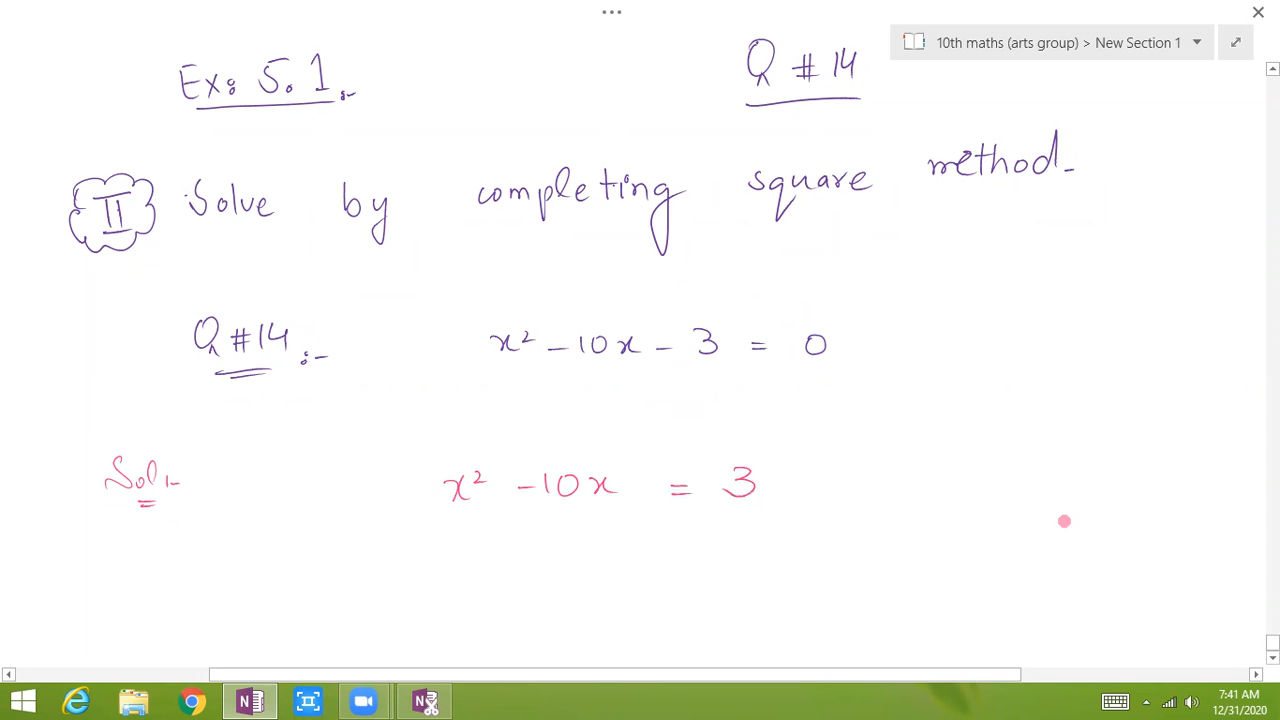 10th maths (arts group) > New Section 1
Ex: 5.1 :-
Q # 14
II Solve by completing square method -
Q # 14 :- x² - 10x - 3 = 0
Sol :- x² - 10x = 3
7:41 AM
12/31/2020